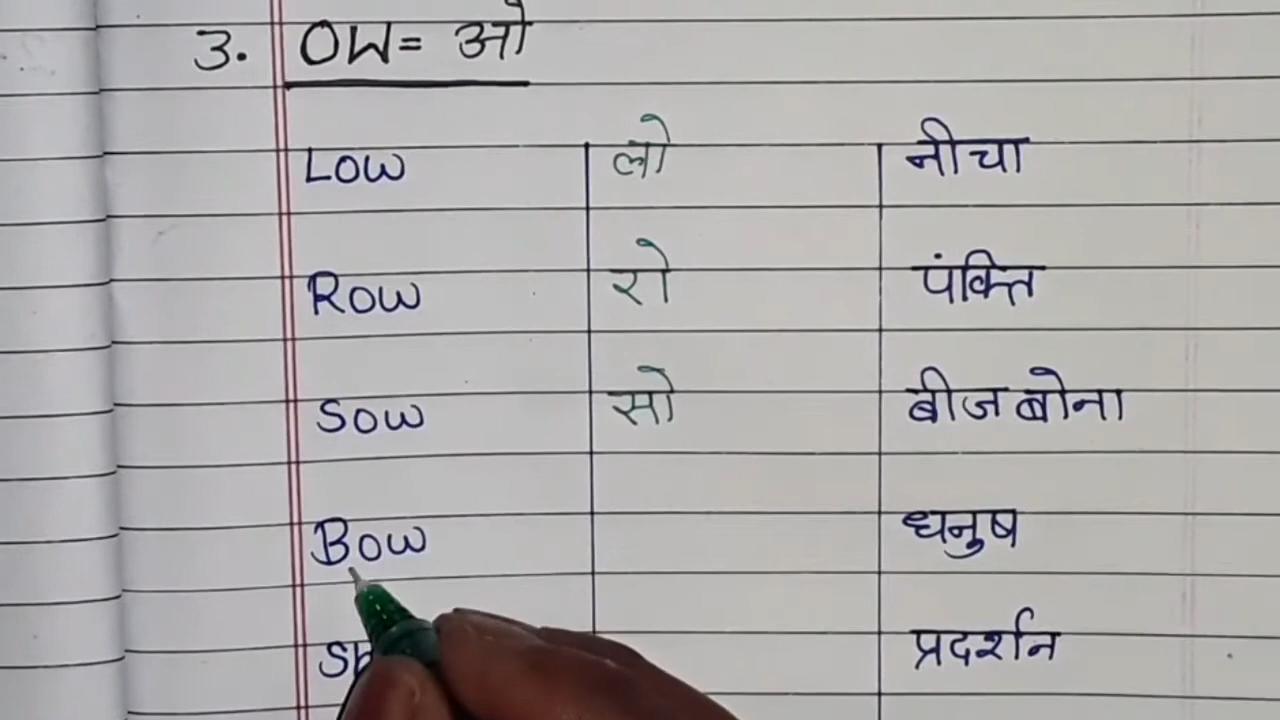 3. OW= ओ
Low लो नीचा
Row रो पंक्ति
Sow सो बीज बोना
Bow धनुष
प्रदर्शन